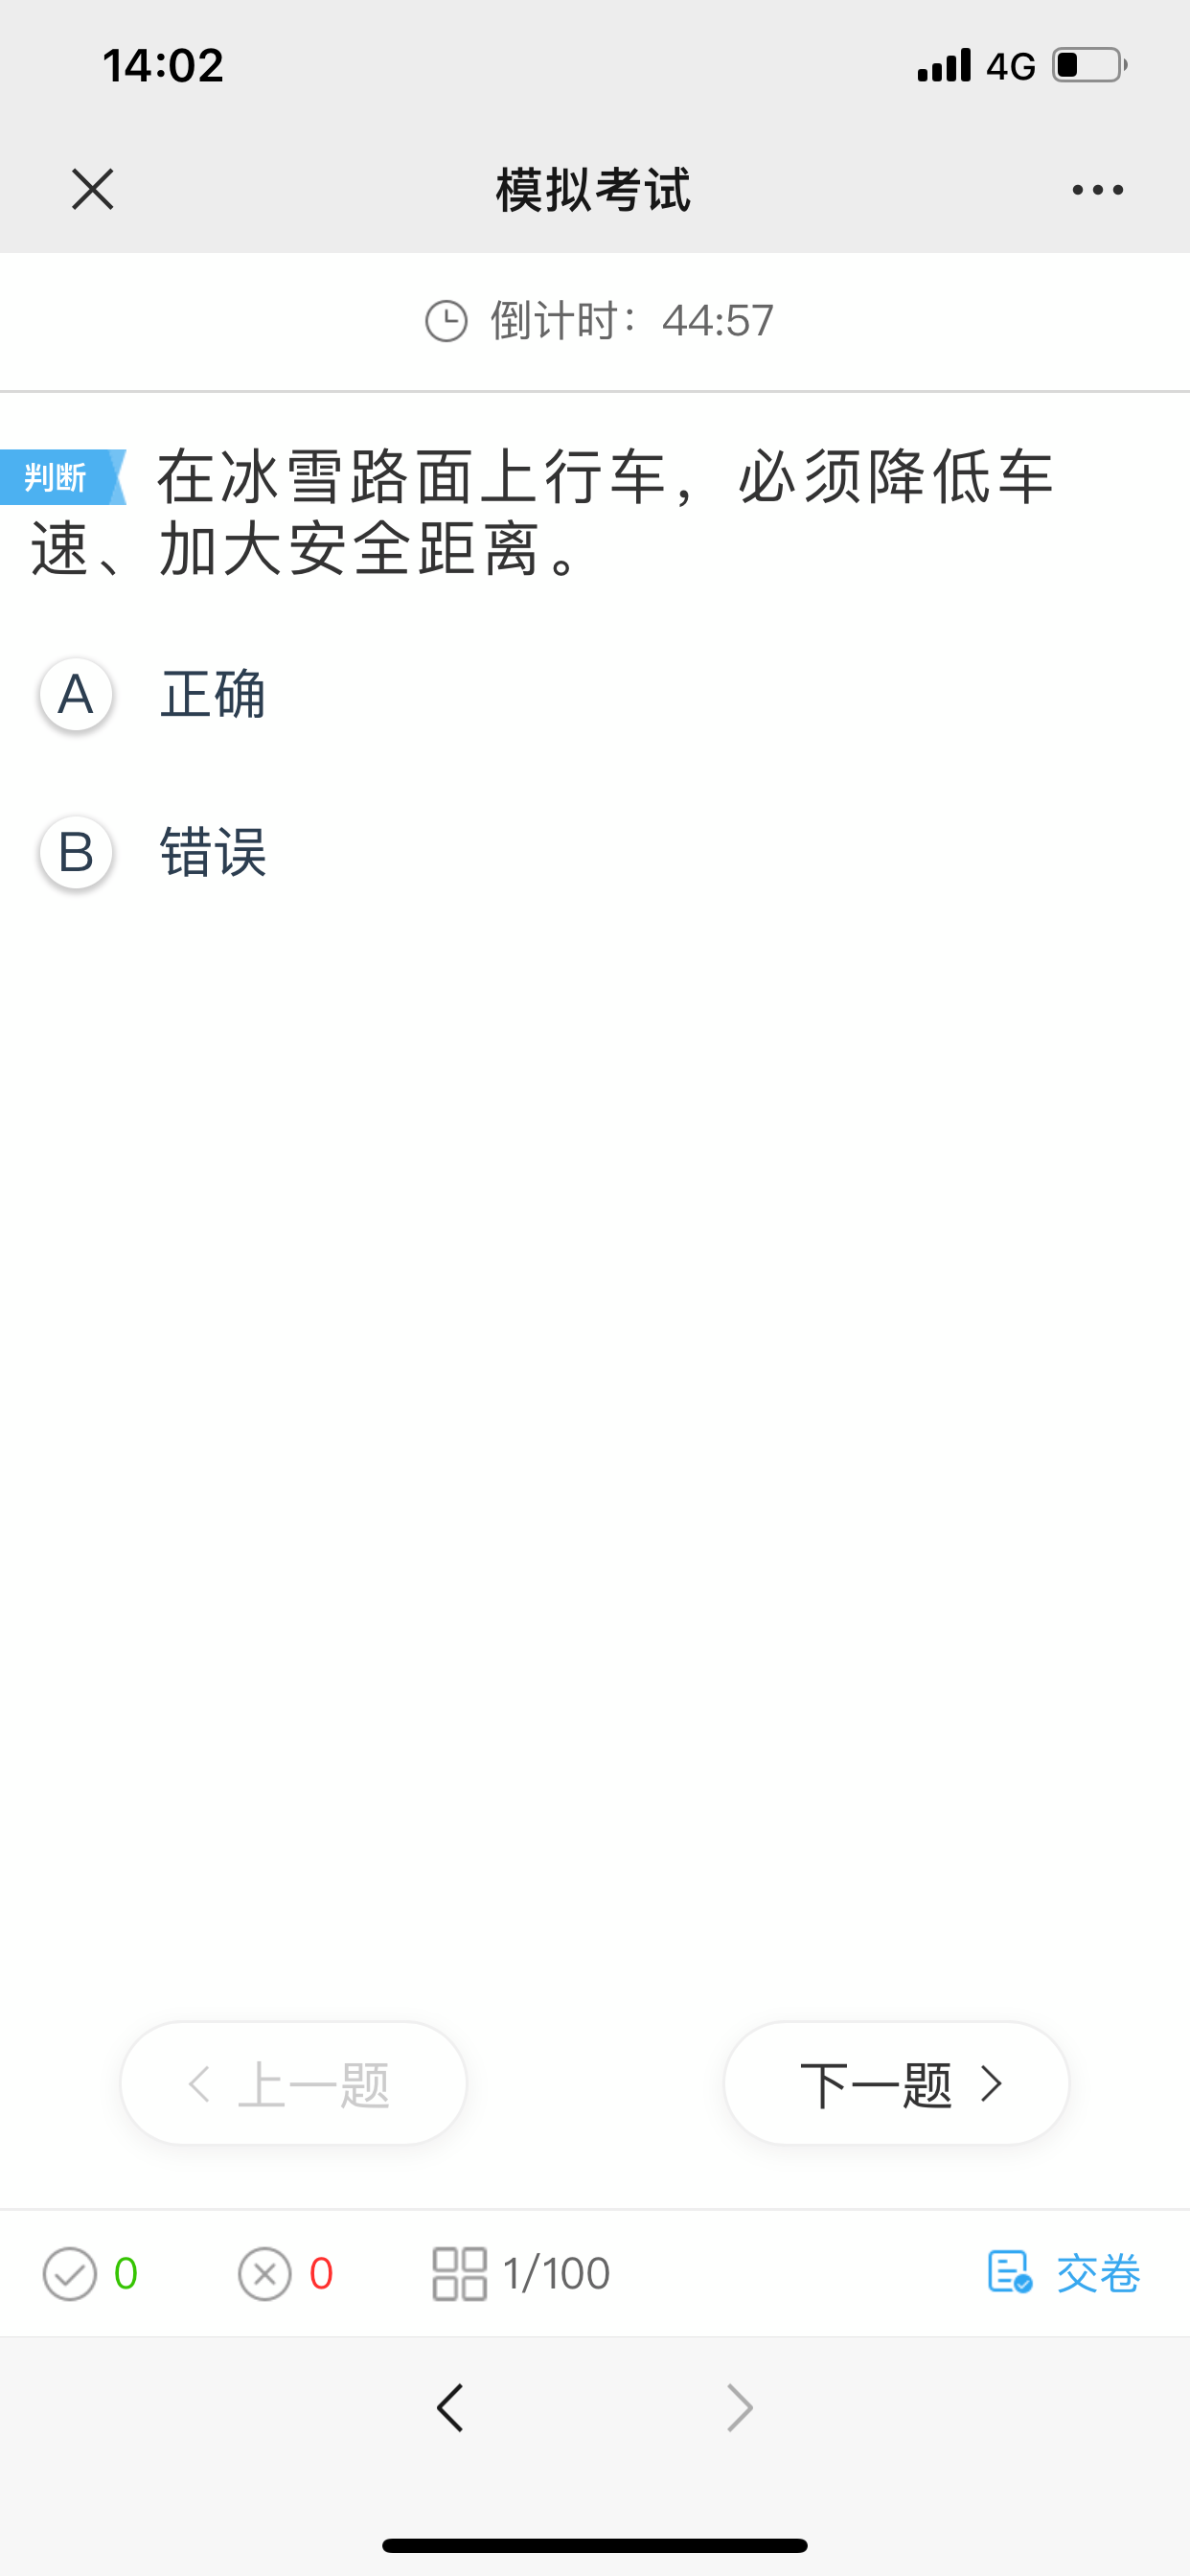 14:02 4G
模拟考试
倒计时：44:57
判断 在冰雪路面上行车，必须降低车
速、加大安全距离。
A 正确
B 错误
上一题 下一题
0 0 1/100 交卷